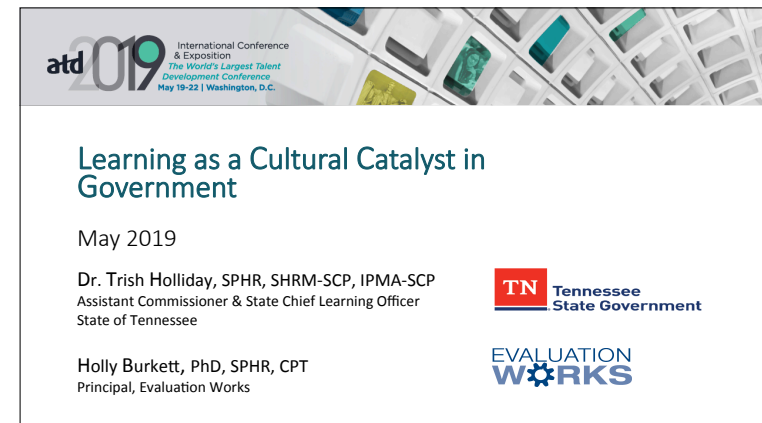 atd 2019
International Conference
& Exposition
The World's Largest Talent
Development Conference
May 19-22 | Washington, D.C.
Learning as a Cultural Catalyst in
Government
May 2019
Dr. Trish Holliday, SPHR, SHRM-SCP, IPMA-SCP
Assistant Commissioner & State Chief Learning Officer
State of Tennessee
TN Tennessee
State Government
Holly Burkett, PhD, SPHR, CPT
Principal, Evaluation Works
EVALUATION
WORKS